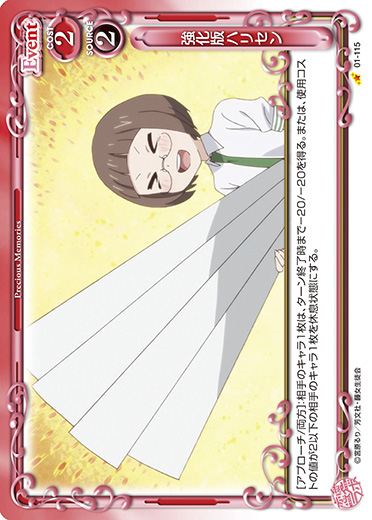 Event
COST
2
SOURCE
2
強化版ハリセン
01-115
Precious Memories
[アプローチ/両方]:相手のキャラ1枚は、ターン終了時まで-20/-20を得る。または、使用コス
トの値が2以下の相手のキャラ1枚を休息状態にする。
©宮原るり/芳文社・藤女生徒会